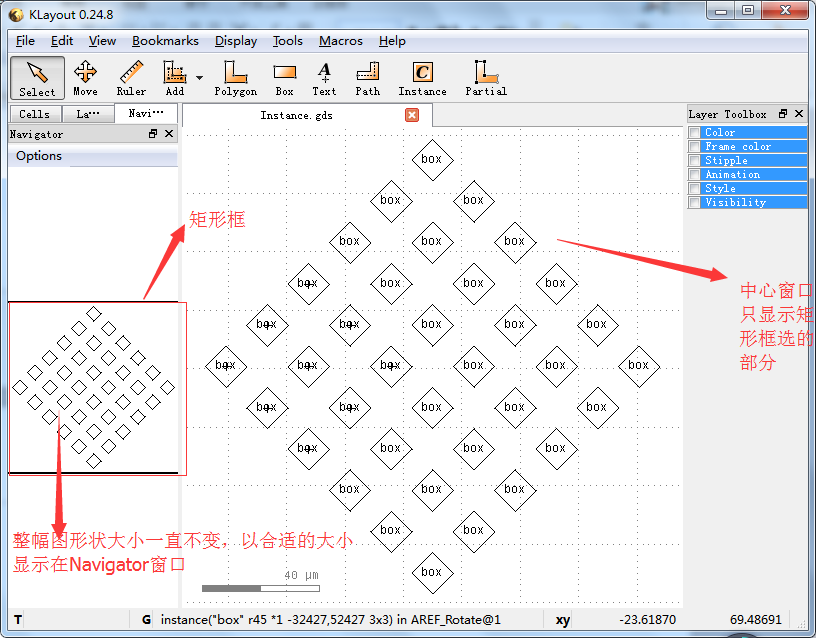 KLayout 0.24.8
File Edit View Bookmarks Display Tools Macros Help
Select Move Ruler Add Polygon Box Text Path Instance Partial
Cells La··· Navi···
Instance.gds
Layer Toolbox
Navigator
Options
Color
Frame color
Stipple
Animation
Style
Visibility
矩形框
box
box box
box box box
box box box box
box box box box box
box box box box box box
box box box box box
box box box box
box box box
box box
box
中心窗口
只显示矩
形框选的
部分
整幅图形状大小一直不变，以合适的大小
显示在Navigator窗口
40 μm
T G instance("box" r45 *1 -32427,52427 3x3) in AREF_Rotate@1 xy -23.61870 69.48691